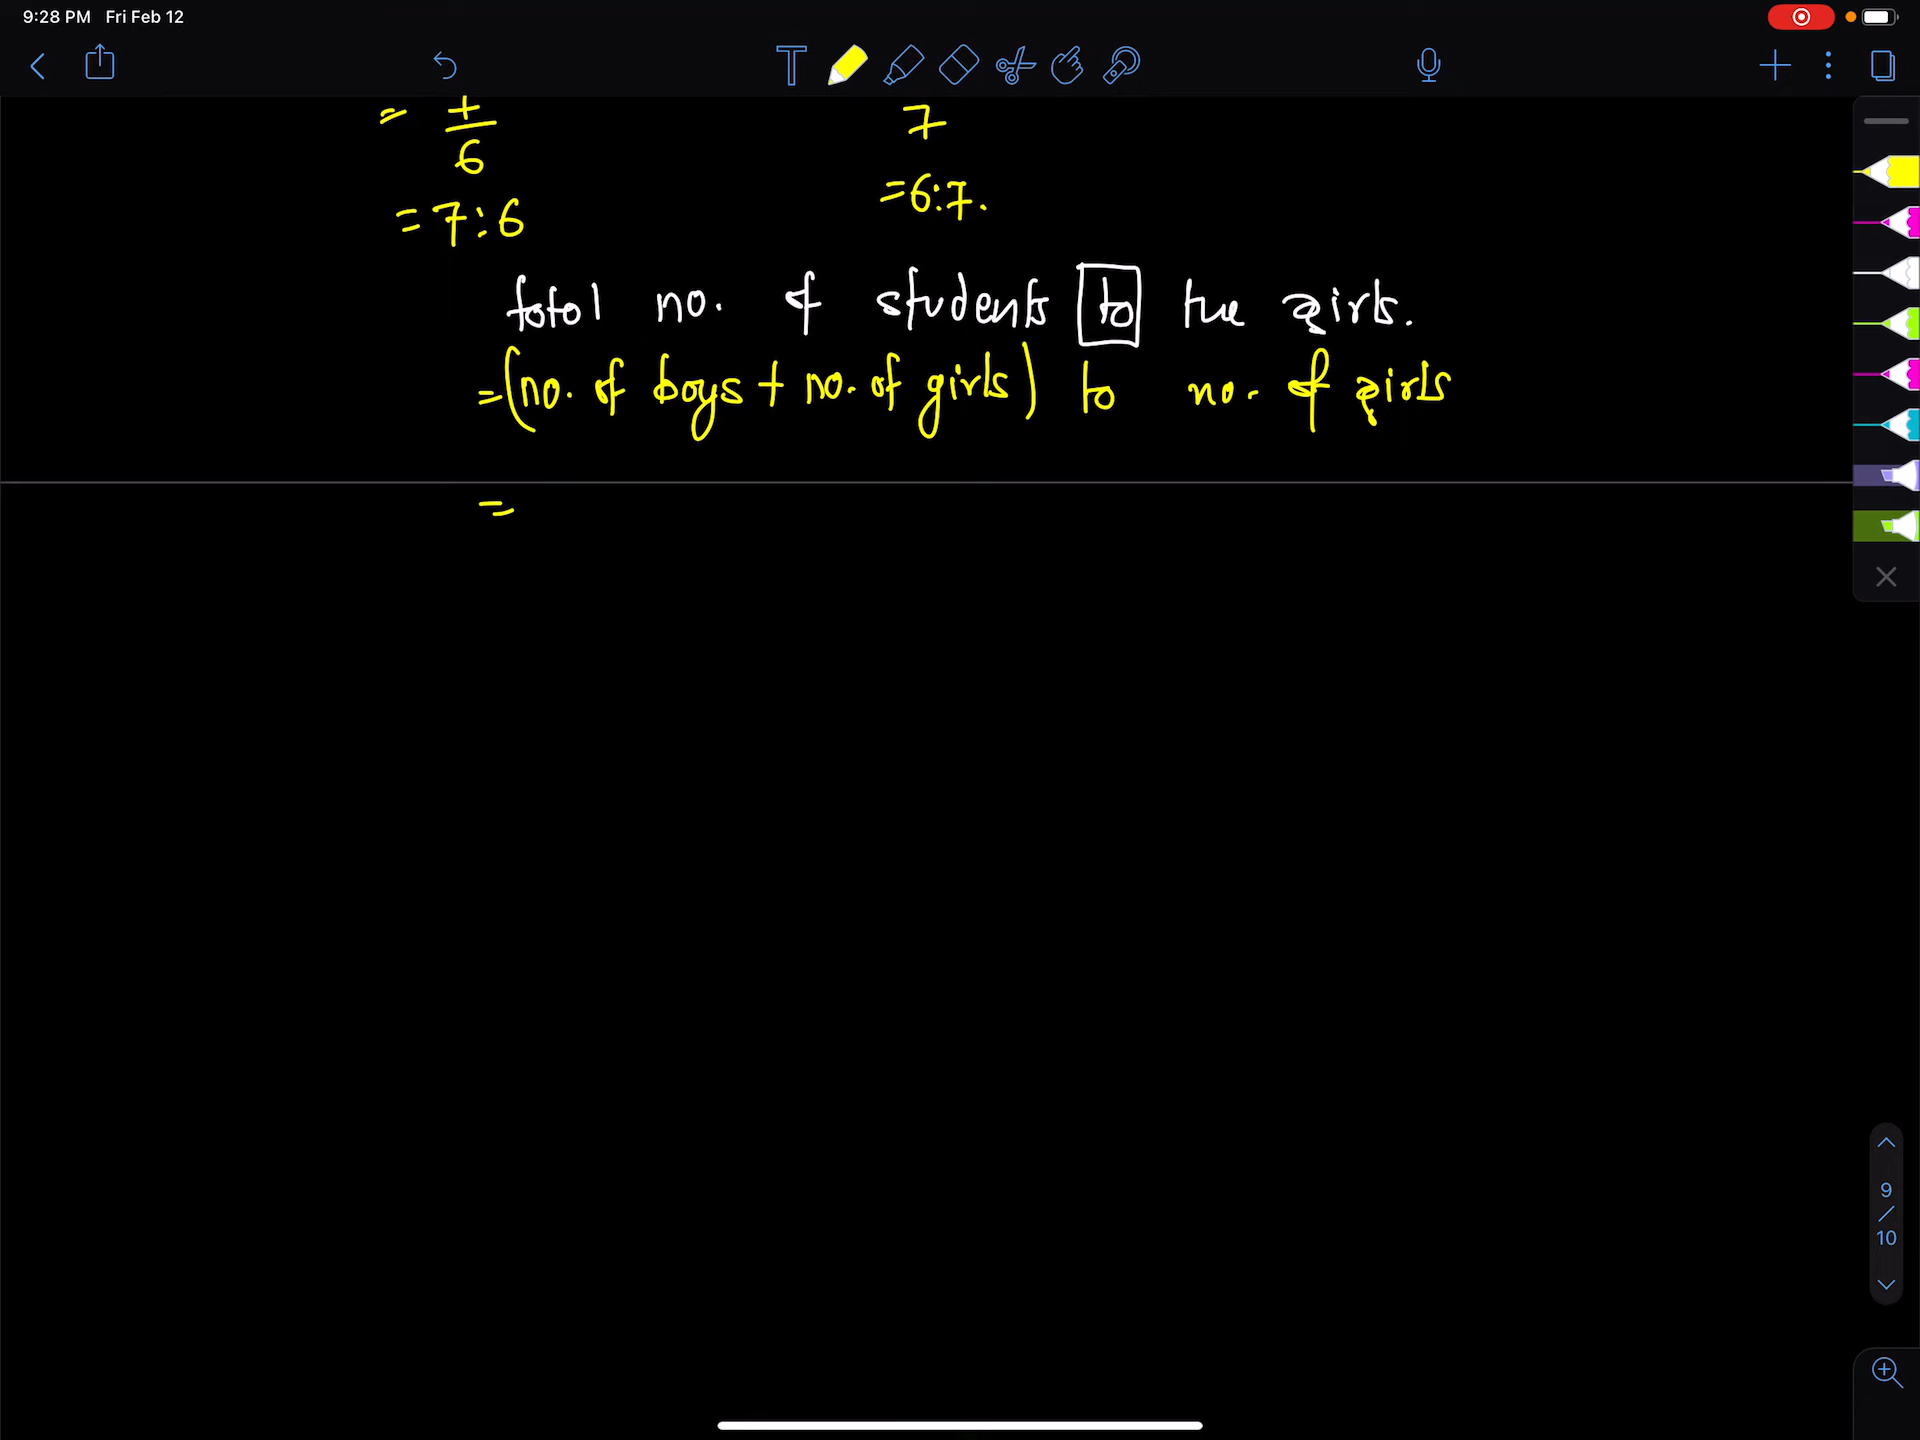 9:28 PM Fri Feb 12
T
=
6
= 7:6
7
=6:7.
total no. of students to the girls.
=(no. of boys + no. of girls) to no. of girls
=
9
/
10